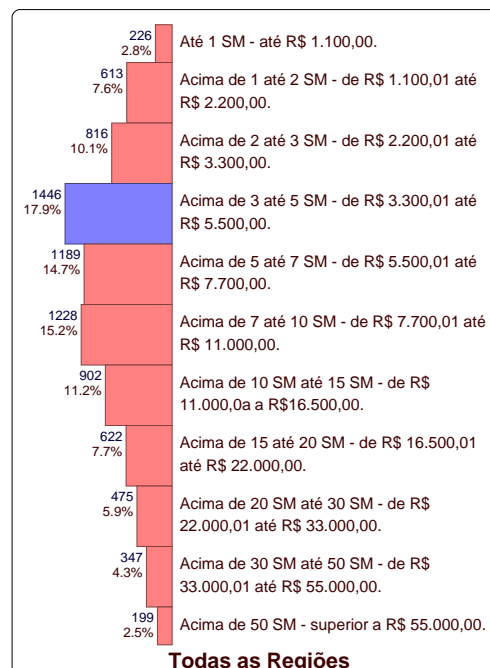 226
2.8%
Até 1 SM - até R$ 1.100,00.
613
7.6%
Acima de 1 até 2 SM - de R$ 1.100,01 até
R$ 2.200,00.
816
10.1%
Acima de 2 até 3 SM - de R$ 2.200,01 até
R$ 3.300,00.
1446
17.9%
Acima de 3 até 5 SM - de R$ 3.300,01 até
R$ 5.500,00.
1189
14.7%
Acima de 5 até 7 SM - de R$ 5.500,01 até
R$ 7.700,00.
1228
15.2%
Acima de 7 até 10 SM - de R$ 7.700,01 até
R$ 11.000,00.
902
11.2%
Acima de 10 SM até 15 SM - de R$
11.000,0a a R$16.500,00.
622
7.7%
Acima de 15 até 20 SM - de R$ 16.500,01
até R$ 22.000,00.
475
5.9%
Acima de 20 SM até 30 SM - de R$
22.000,01 até R$ 33.000,00.
347
4.3%
Acima de 30 SM até 50 SM - de R$
33.000,01 até R$ 55.000,00.
199
2.5%
Acima de 50 SM - superior a R$ 55.000,00.
Todas as Regiões